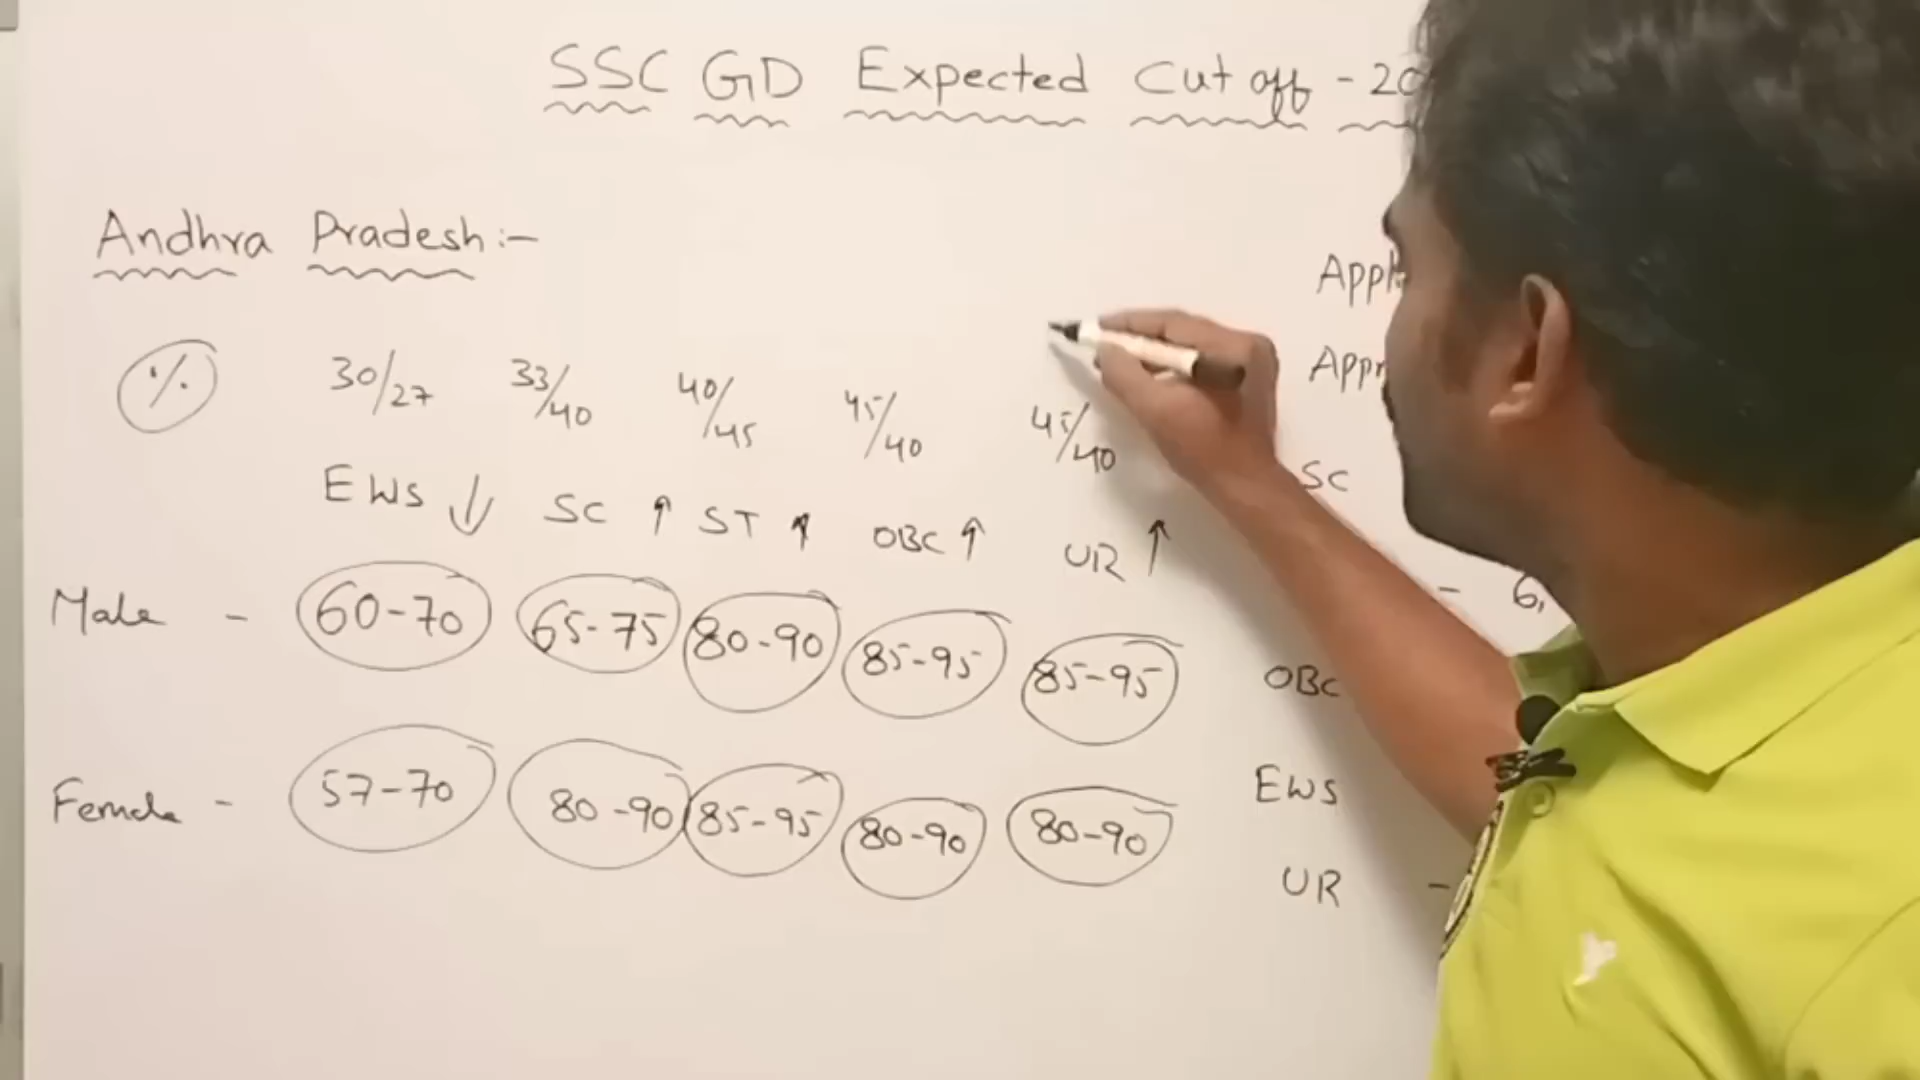 SSC GD Expected Cut off - 20
Andhra Pradesh :-
% 30/27 33/40 40/45 45/40 45/40
EWS ↓ SC ↑ ST ↑ OBC ↑ UR ↑
Male - 60-70 65-75 80-90 85-95 85-95
Female - 57-70 80-90 85-95 80-90 80-90
SC
- 6,
OBC
EWS
UR -